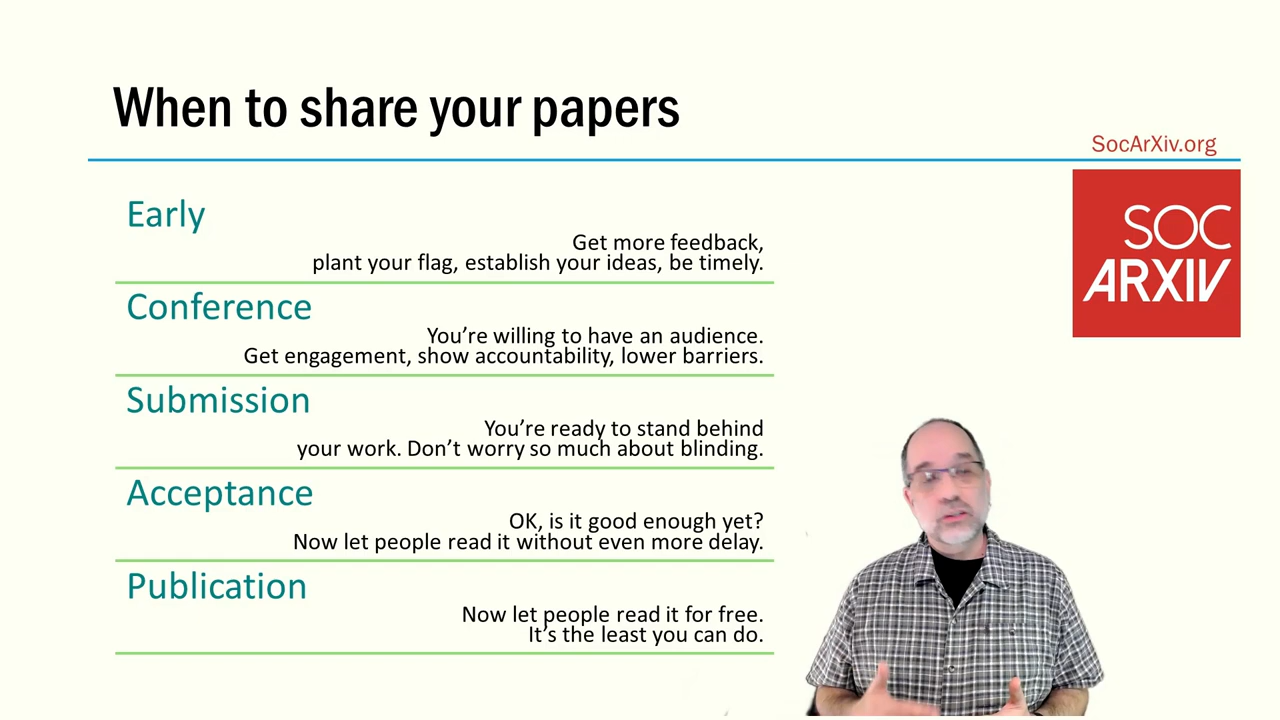 When to share your papers
SocArXiv.org
SOC
ARXIV
Early
Get more feedback,
plant your flag, establish your ideas, be timely.
Conference
You're willing to have an audience.
Get engagement, show accountability, lower barriers.
Submission
You're ready to stand behind
your work. Don't worry so much about blinding.
Acceptance
OK, is it good enough yet?
Now let people read it without even more delay.
Publication
Now let people read it for free.
It's the least you can do.